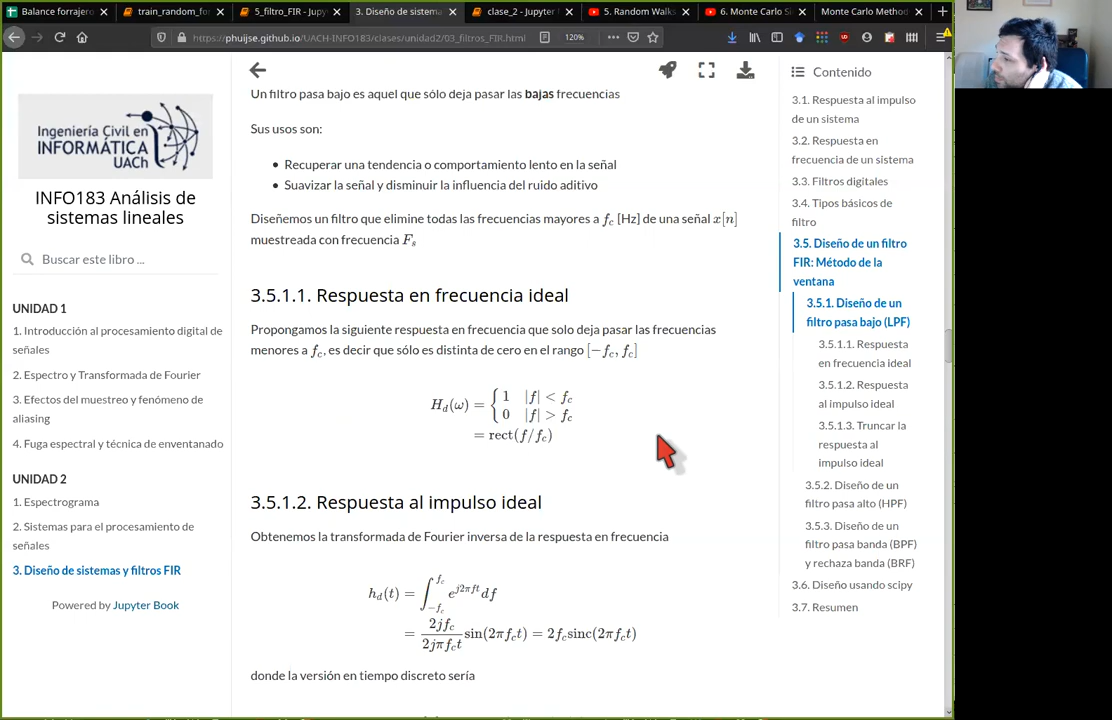 Balance forrajero
train_random_for
5_filtro_FIR - Jupyt
3. Diseño de sistema
clase_2 - Jupyter
5. Random Walks
6. Monte Carlo Si
Monte Carlo Method
https://phuijse.github.io/UACH-INFO183/clases/unidad2/03_filtros_FIR.html
120%
Ingeniería Civil en
INFORMÁTICA
UACh
INFO183 Análisis de
sistemas lineales
Buscar este libro ...
UNIDAD 1
1. Introducción al procesamiento digital de
señales
2. Espectro y Transformada de Fourier
3. Efectos del muestreo y fenómeno de
aliasing
4. Fuga espectral y técnica de enventanado
UNIDAD 2
1. Espectrograma
2. Sistemas para el procesamiento de
señales
3. Diseño de sistemas y filtros FIR
Powered by Jupyter Book
Un filtro pasa bajo es aquel que sólo deja pasar las bajas frecuencias
Sus usos son:
• Recuperar una tendencia o comportamiento lento en la señal
• Suavizar la señal y disminuir la influencia del ruido aditivo
Diseñemos un filtro que elimine todas las frecuencias mayores a f_c [Hz] de una señal x[n]
muestreada con frecuencia F_s
3.5.1.1. Respuesta en frecuencia ideal
Propongamos la siguiente respuesta en frecuencia que solo deja pasar las frecuencias
menores a f_c, es decir que sólo es distinta de cero en el rango [−f_c, f_c]
H_d(ω) = { 1 |f| < f_c
0 |f| > f_c
= rect(f/f_c)
3.5.1.2. Respuesta al impulso ideal
Obtenemos la transformada de Fourier inversa de la respuesta en frecuencia
h_d(t) = ∫_{−f_c}^{f_c} e^{j2πft} df
= 2jf_c / 2jπf_c t sin(2πf_c t) = 2f_c sinc(2πf_c t)
donde la versión en tiempo discreto sería
Contenido
3.1. Respuesta al impulso
de un sistema
3.2. Respuesta en
frecuencia de un sistema
3.3. Filtros digitales
3.4. Tipos básicos de
filtro
3.5. Diseño de un filtro
FIR: Método de la
ventana
3.5.1. Diseño de un
filtro pasa bajo (LPF)
3.5.1.1. Respuesta
en frecuencia ideal
3.5.1.2. Respuesta
al impulso ideal
3.5.1.3. Truncar la
respuesta al
impulso ideal
3.5.2. Diseño de un
filtro pasa alto (HPF)
3.5.3. Diseño de un
filtro pasa banda (BPF)
y rechaza banda (BRF)
3.6. Diseño usando scipy
3.7. Resumen